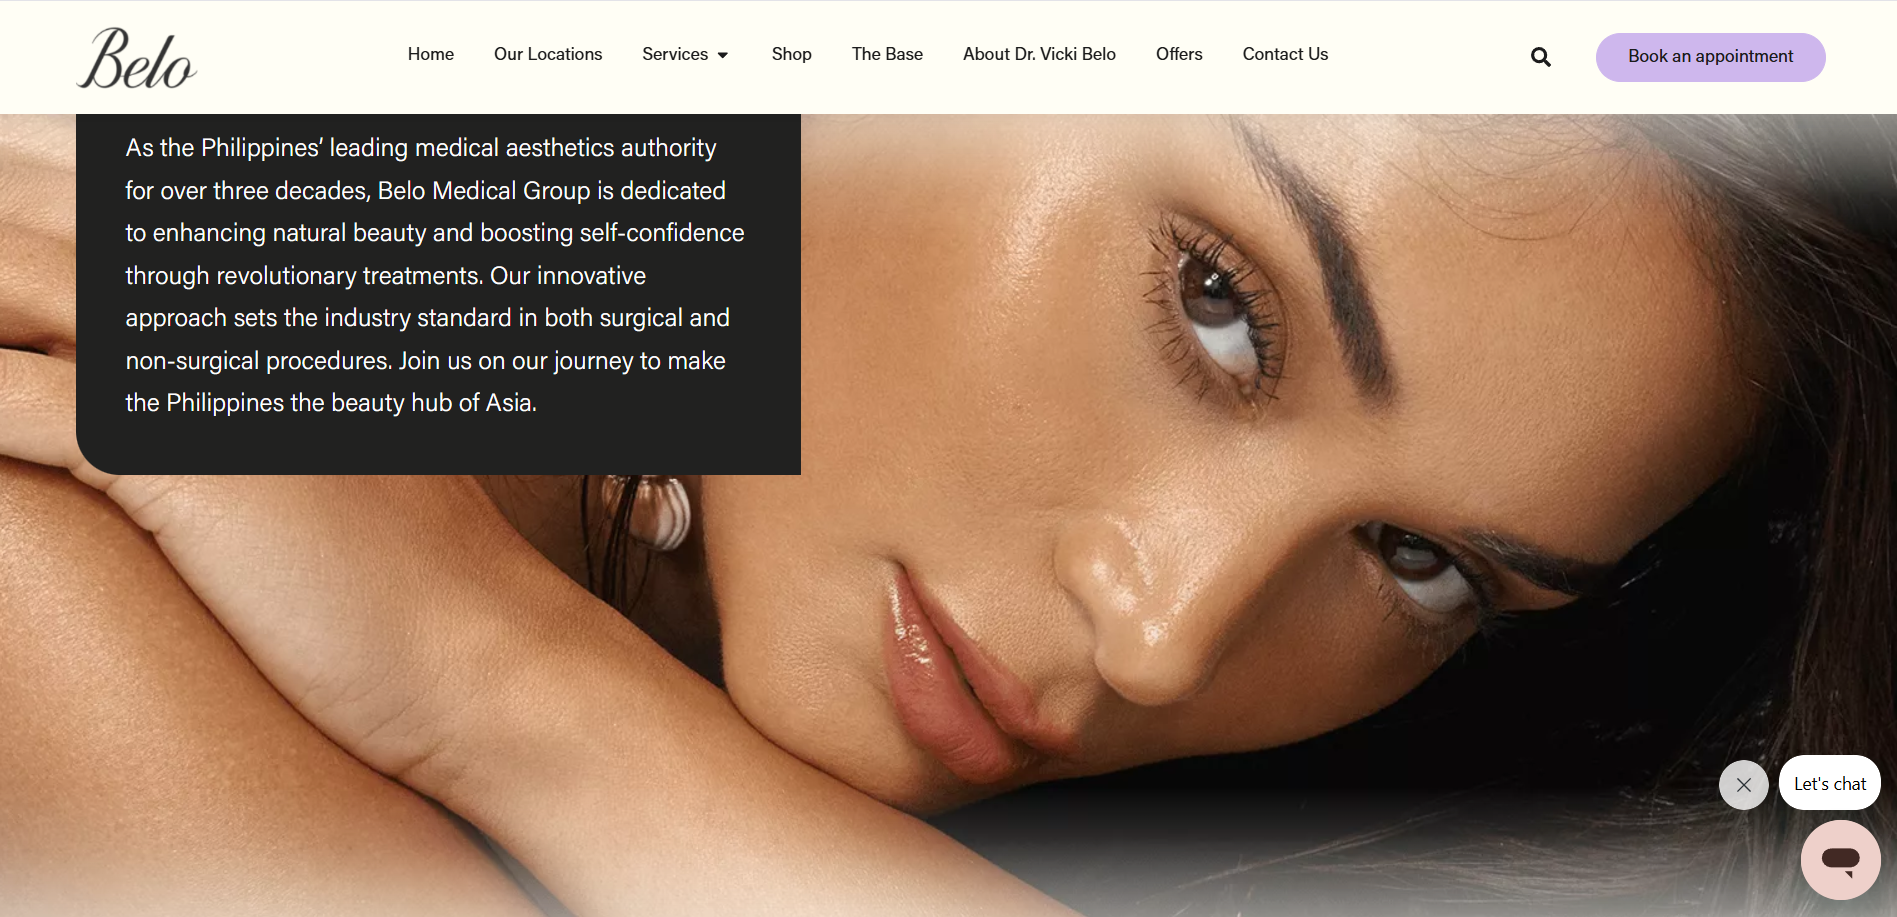 Belo
Home
Our Locations
Services
Shop
The Base
About Dr. Vicki Belo
Offers
Contact Us
Book an appointment
As the Philippines’ leading medical aesthetics authority
for over three decades, Belo Medical Group is dedicated
to enhancing natural beauty and boosting self-confidence
through revolutionary treatments. Our innovative
approach sets the industry standard in both surgical and
non-surgical procedures. Join us on our journey to make
the Philippines the beauty hub of Asia.
Let's chat